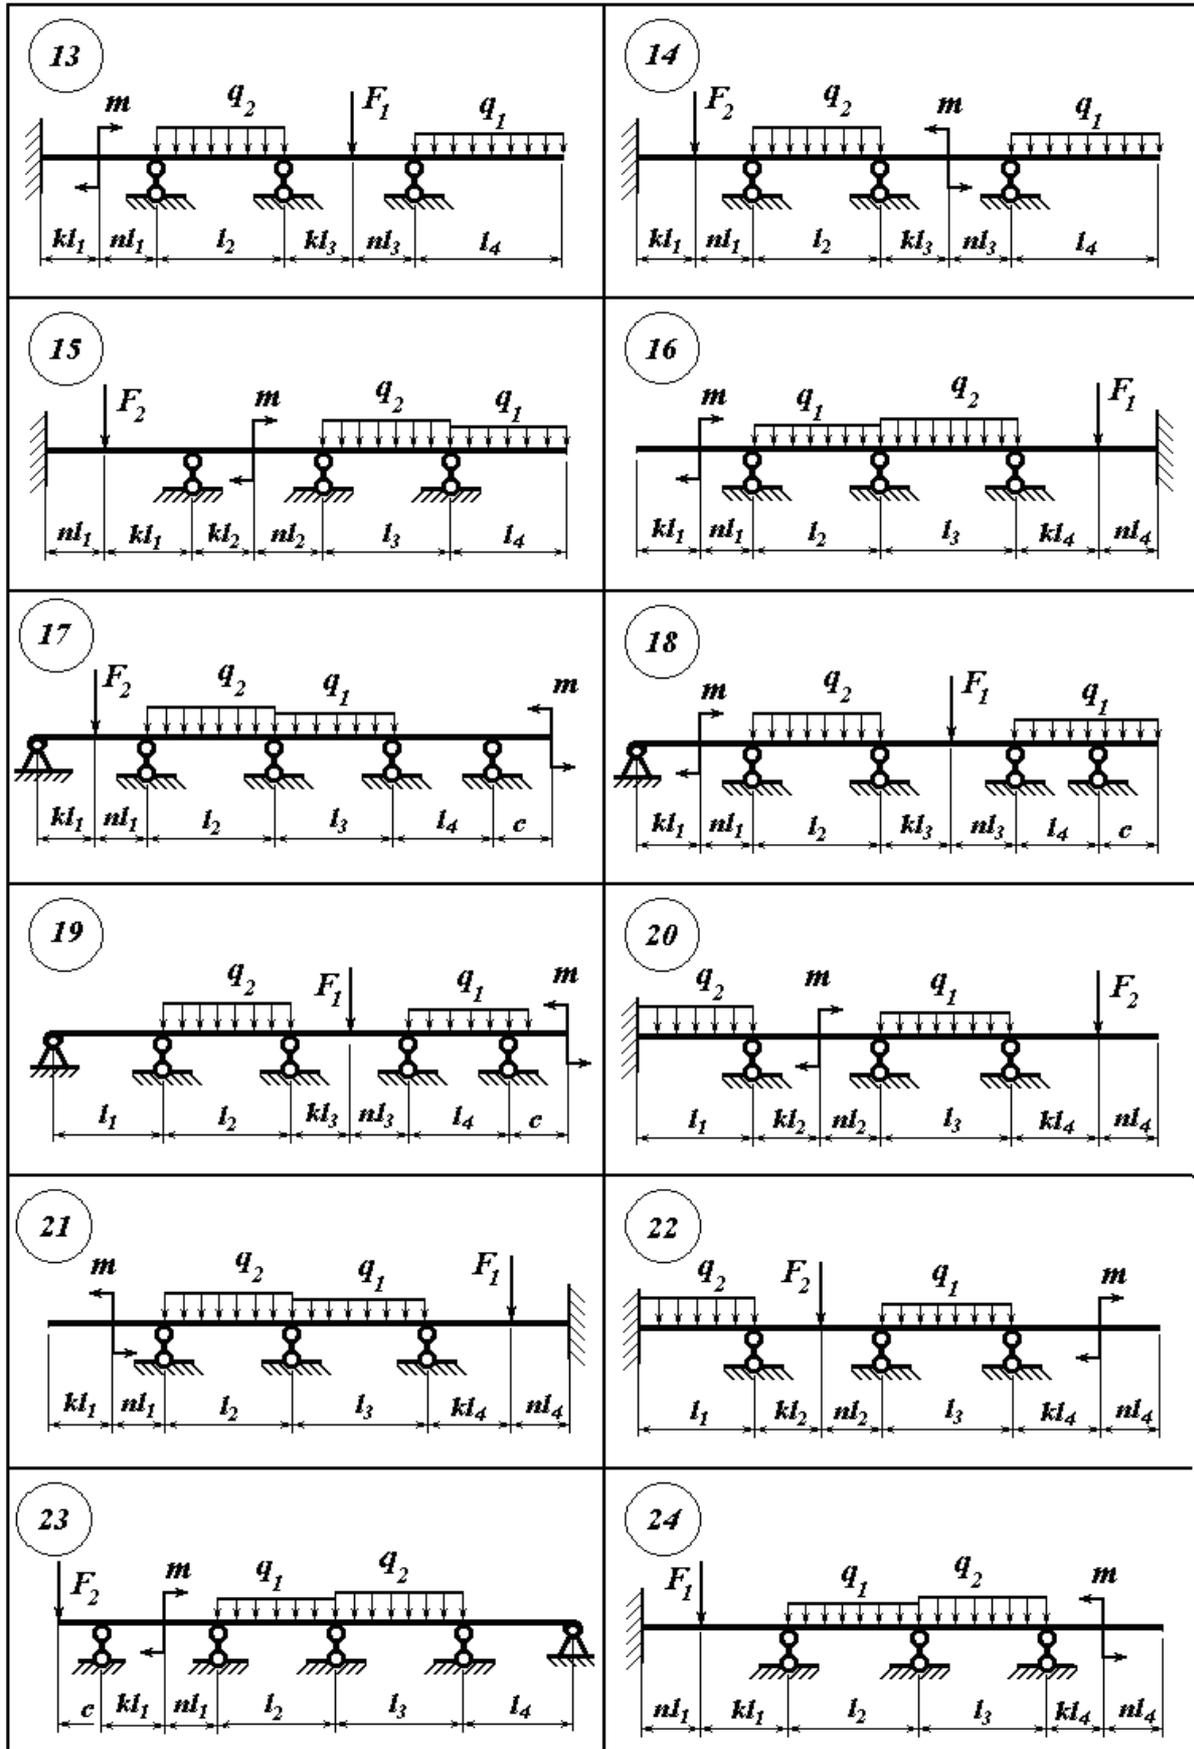 13
m q2 F1 q1
kl1 nl1 l2 kl3 nl3 l4
14
F2 q2 m q1
kl1 nl1 l2 kl3 nl3 l4
15
F2 m q2 q1
nl1 kl1 kl2 nl2 l3 l4
16
m q1 q2 F1
kl1 nl1 l2 l3 kl4 nl4
17
F2 q2 q1 m
kl1 nl1 l2 l3 l4 c
18
m q2 F1 q1
kl1 nl1 l2 kl3 nl3 l4 c
19
q2 F1 q1 m
l1 l2 kl3 nl3 l4 c
20
q2 m q1 F2
l1 kl2 nl2 l3 kl4 nl4
21
m q2 q1 F1
kl1 nl1 l2 l3 kl4 nl4
22
q2 F2 q1 m
l1 kl2 nl2 l3 kl4 nl4
23
F2 m q1 q2
c kl1 nl1 l2 l3 l4
24
F1 q1 q2 m
nl1 kl1 l2 l3 kl4 nl4